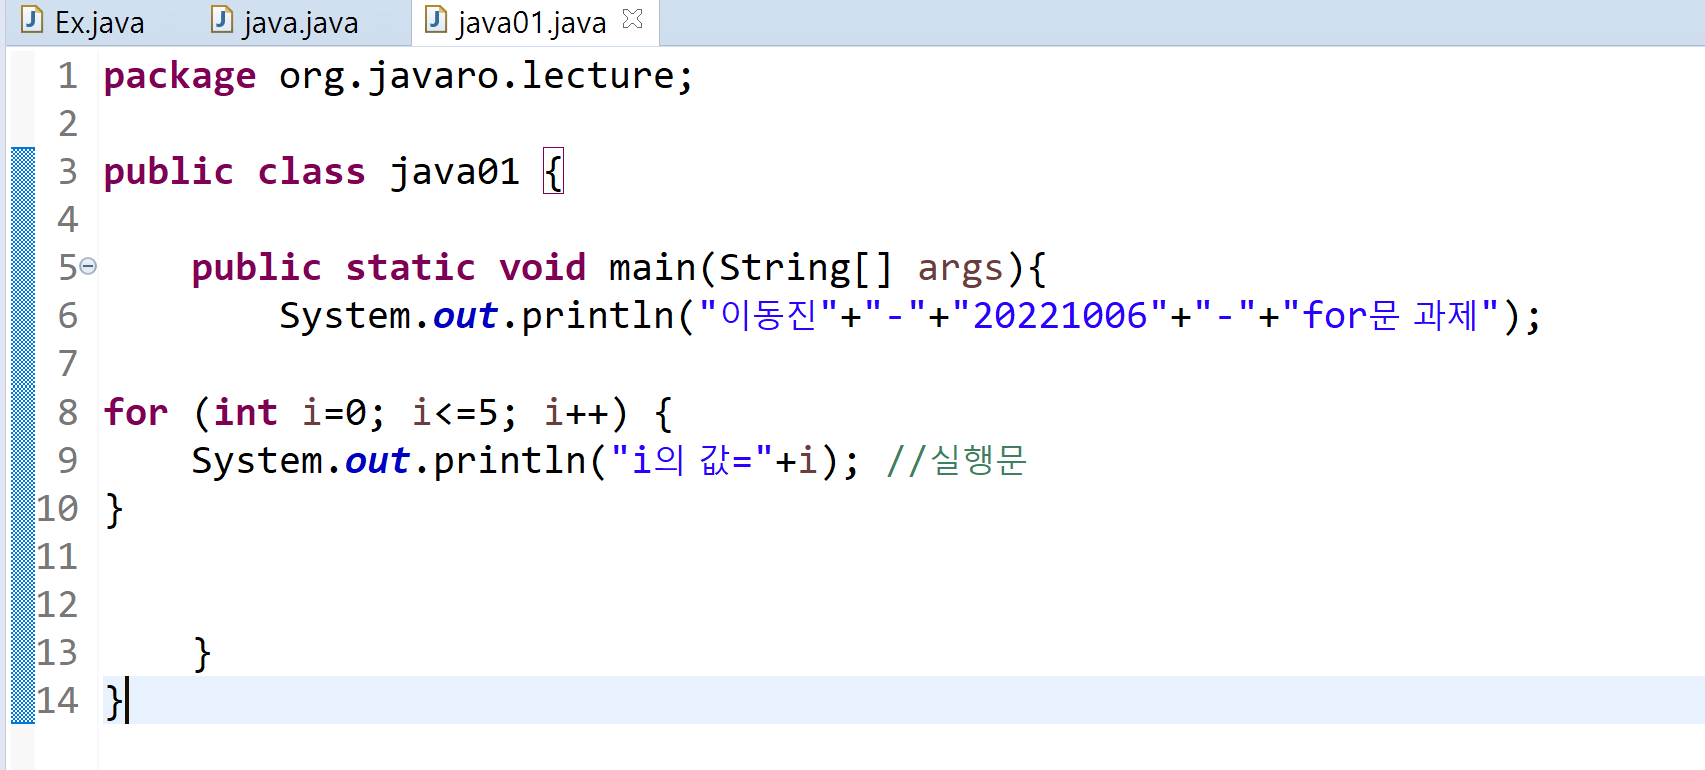 Ex.java java.java java01.java
1 package org.javaro.lecture;
2
3 public class java01 {
4
5 public static void main(String[] args){
6 System.out.println("이동진"+"-"+"20221006"+"-"+"for문 과제");
7
8 for (int i=0; i<=5; i++) {
9 System.out.println("i의 값="+i); //실행문
10 }
11
12
13 }
14 }